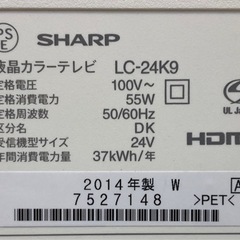 PS
E
SHARP
液晶カラーテレビ LC-24K9
定格電圧 100V~
定格消費電力 55W
定格周波数 50/60Hz
区分名 DK
受信機型サイズ 24V
年間消費電力量 37kWh/年
UL Ja
HDMI
2014年製 W
7527148
>PET<
A